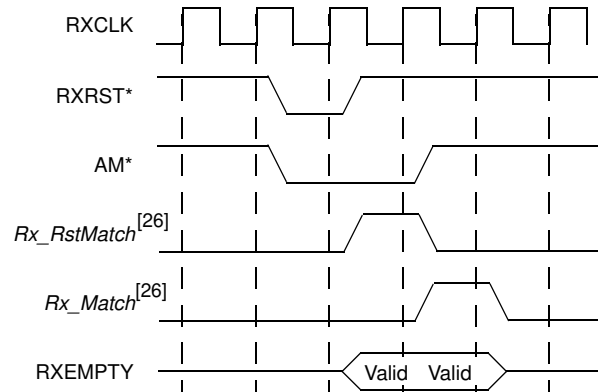 RXCLK
RXRST*
AM*
Rx_RstMatch[26]
Rx_Match[26]
RXEMPTY Valid Valid